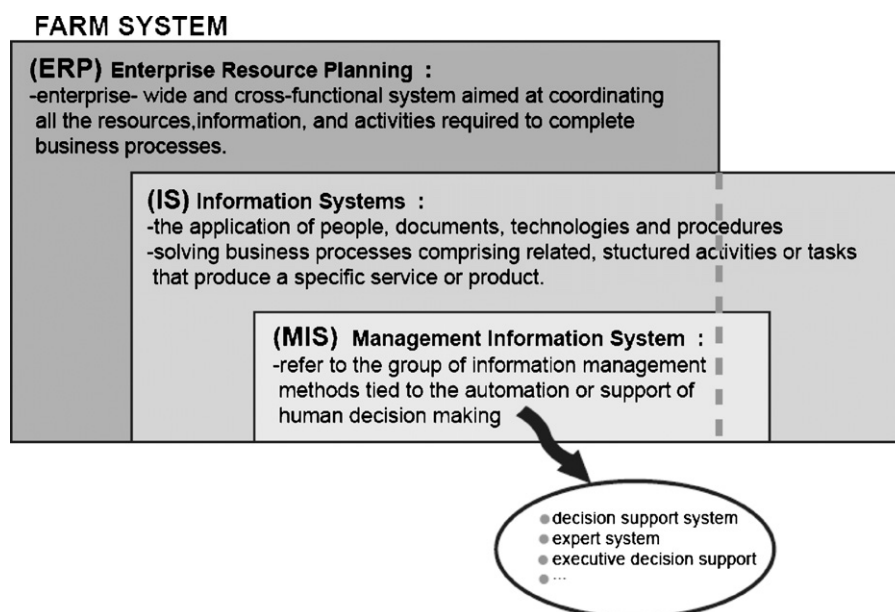 FARM SYSTEM
(ERP) Enterprise Resource Planning :
-enterprise- wide and cross-functional system aimed at coordinating
all the resources,information, and activities required to complete
business processes.
(IS) Information Systems :
-the application of people, documents, technologies and procedures
-solving business processes comprising related, stuctured activities or tasks
that produce a specific service or product.
(MIS) Management Information System :
-refer to the group of information management
methods tied to the automation or support of
human decision making
decision support system
expert system
executive decision support
...